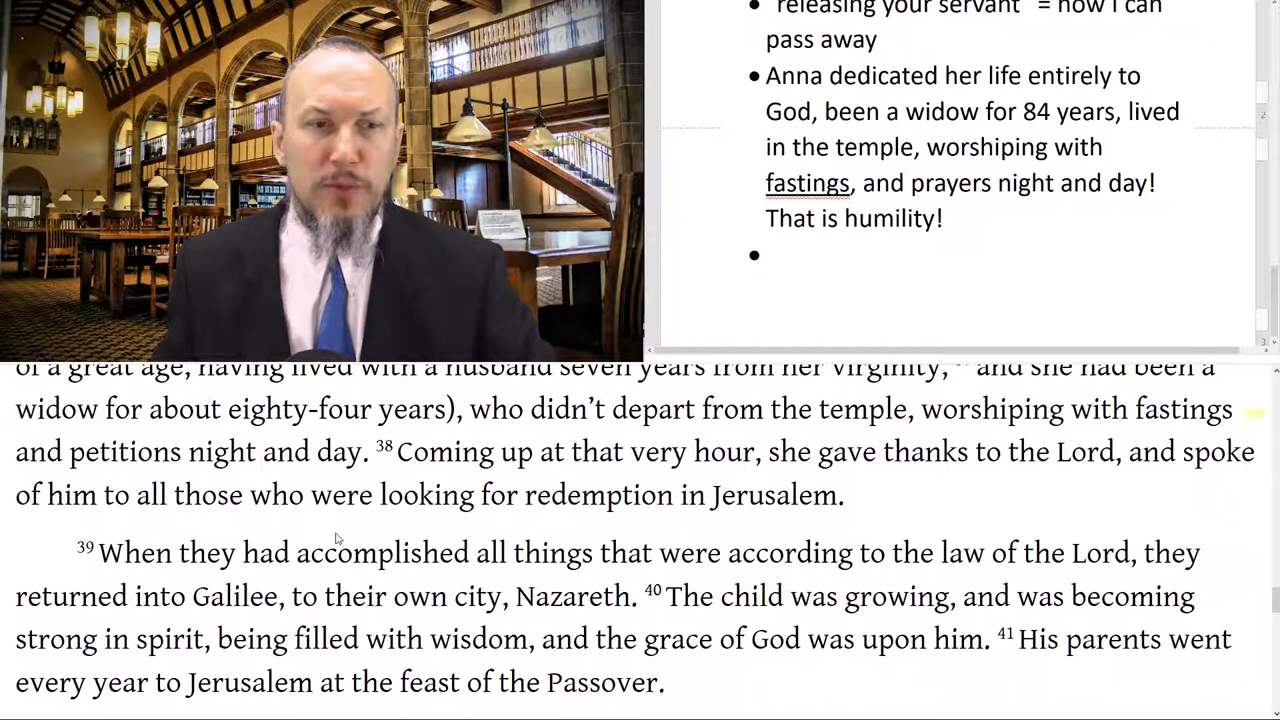 "releasing your servant" = now I can
pass away
• Anna dedicated her life entirely to
God, been a widow for 84 years, lived
in the temple, worshiping with
fastings, and prayers night and day!
That is humility!
•
2
3
of a great age, having lived with a husband seven years from her virginity, and she had been a
widow for about eighty-four years), who didn’t depart from the temple, worshiping with fastings
and petitions night and day. 38 Coming up at that very hour, she gave thanks to the Lord, and spoke
of him to all those who were looking for redemption in Jerusalem.
39 When they had accomplished all things that were according to the law of the Lord, they
returned into Galilee, to their own city, Nazareth. 40 The child was growing, and was becoming
strong in spirit, being filled with wisdom, and the grace of God was upon him. 41 His parents went
every year to Jerusalem at the feast of the Passover.